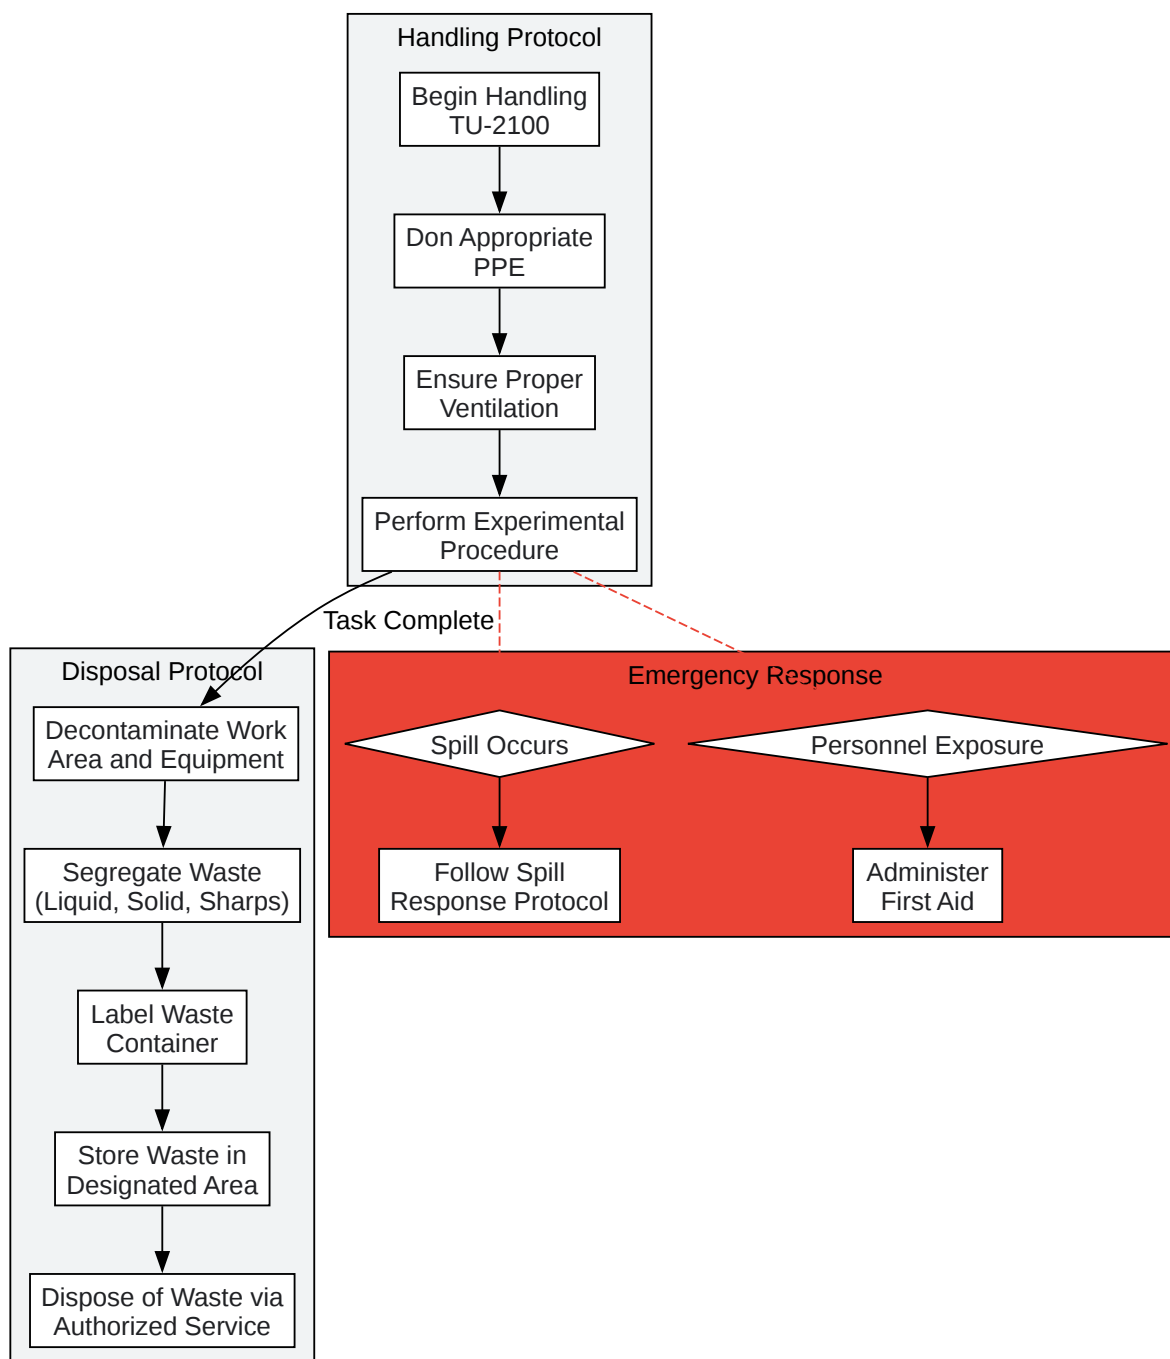 Handling Protocol
Begin Handling
TU-2100
Don Appropriate
PPE
Ensure Proper
Ventilation
Perform Experimental
Procedure
Task Complete
Disposal Protocol
Decontaminate Work
Area and Equipment
Segregate Waste
(Liquid, Solid, Sharps)
Label Waste
Container
Store Waste in
Designated Area
Dispose of Waste via
Authorized Service
Emergency Response
Spill Occurs
Follow Spill
Response Protocol
Personnel Exposure
Administer
First Aid